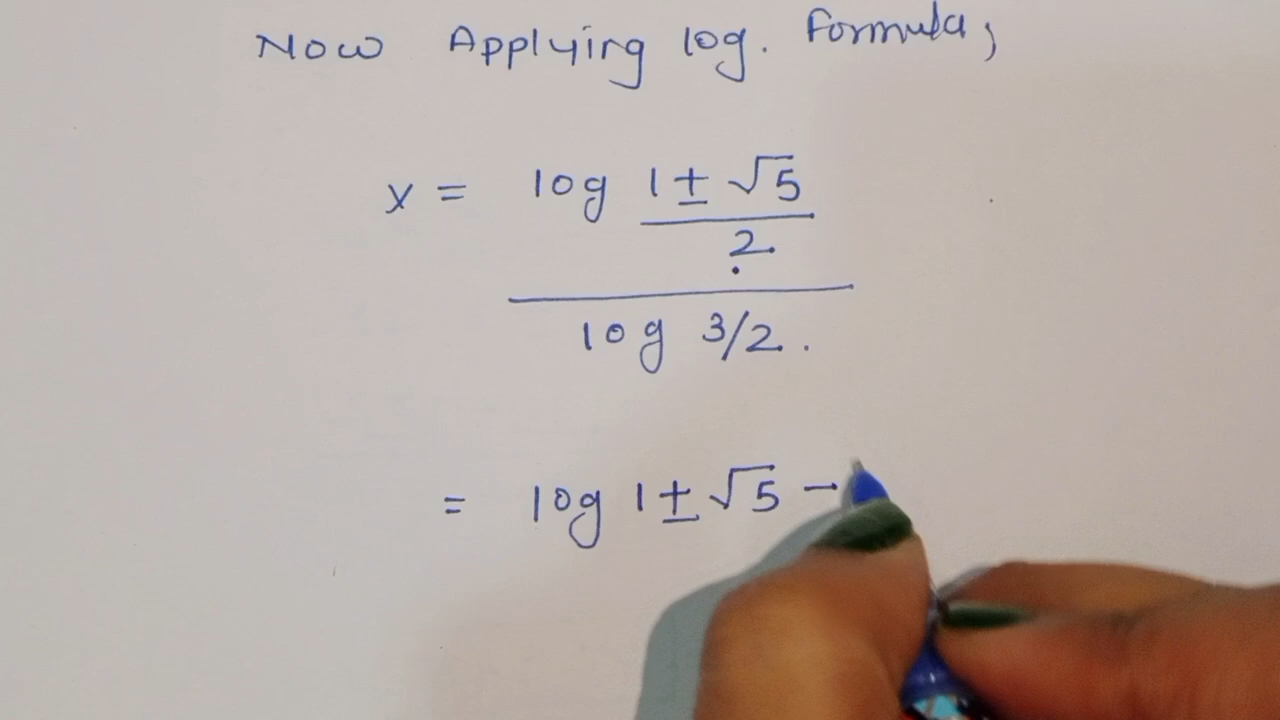 Now Applying log. Formula,
x = log 1 ± √5
2
log 3/2.
= log 1 ± √5 -